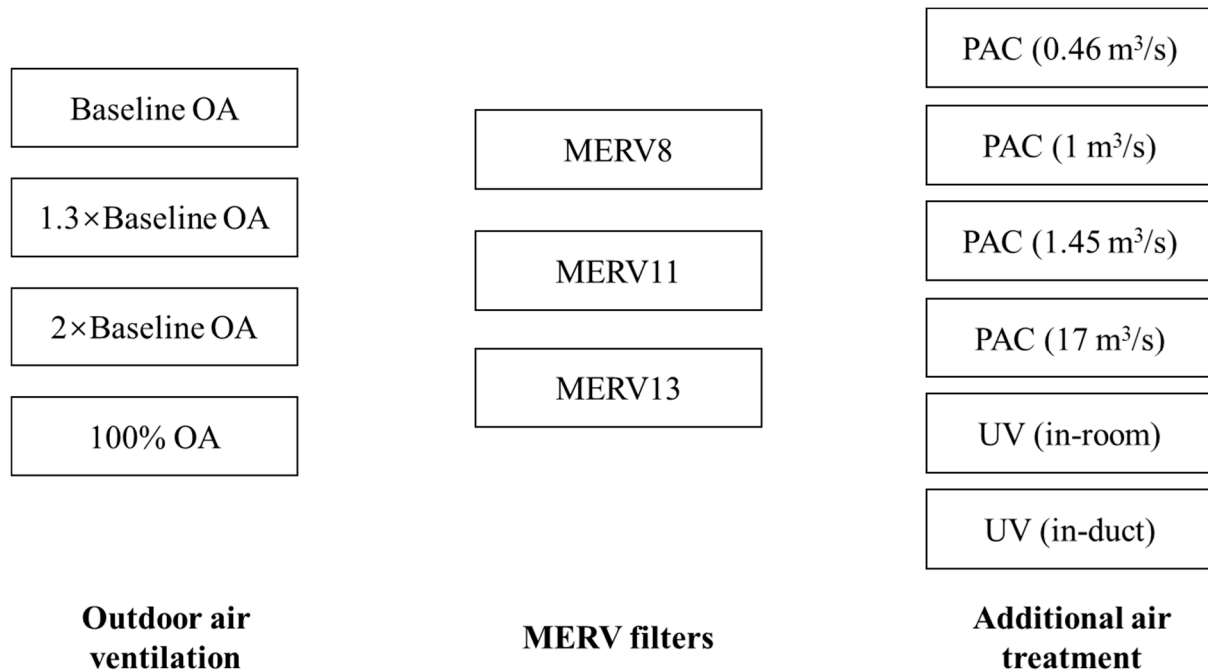 Baseline OA
1.3×Baseline OA
2×Baseline OA
100% OA
Outdoor air
ventilation
MERV8
MERV11
MERV13
MERV filters
PAC (0.46 m³/s)
PAC (1 m³/s)
PAC (1.45 m³/s)
PAC (17 m³/s)
UV (in-room)
UV (in-duct)
Additional air
treatment